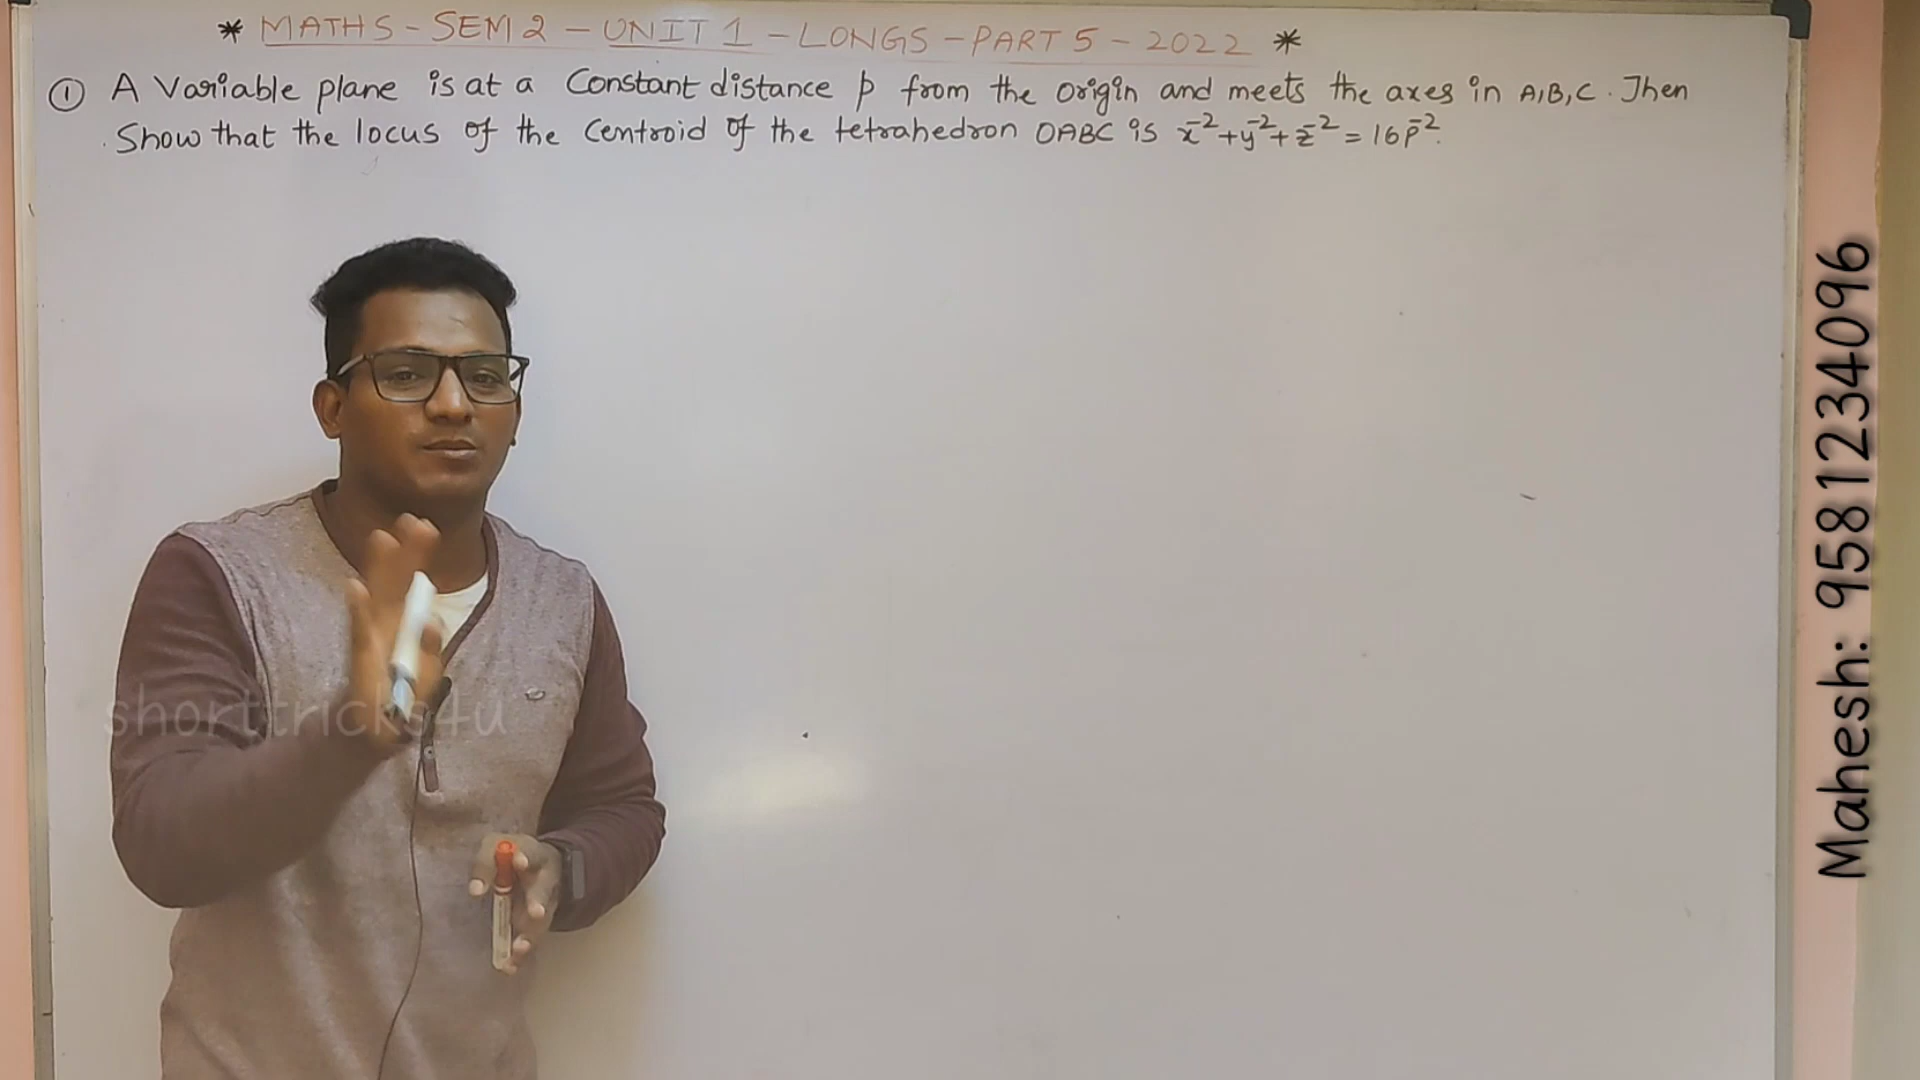 * MATHS - SEM 2 - UNIT 1 - LONGS - PART 5 - 2022 *
① A Variable plane is at a Constant distance p from the origin and meets the axes in A,B,C. Then
Show that the locus of the Centroid of the tetrahedron OABC is x⁻²+y⁻²+z⁻² = 16p⁻².
shorttricks4u
Mahesh: 9581234096